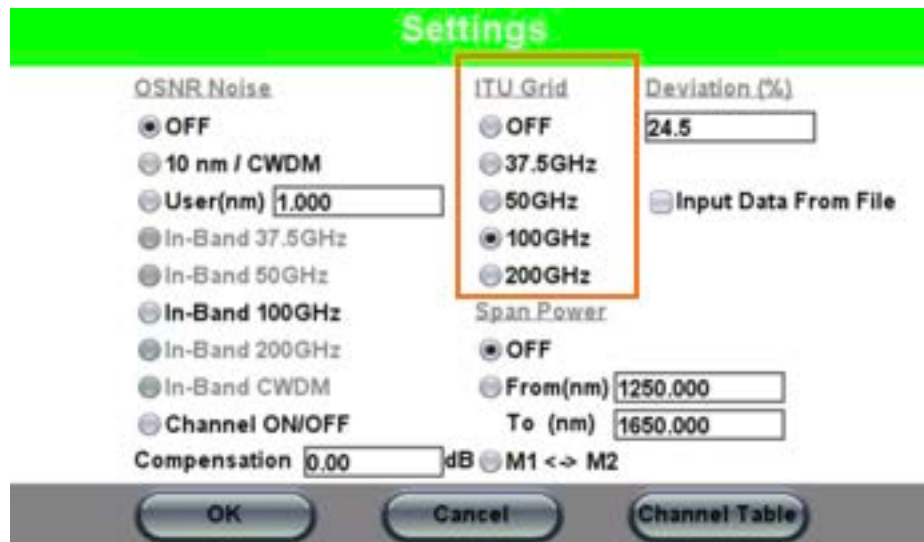 Settings
OSNR Noise
OFF
10 nm / CWDM
User(nm) 1.000
In-Band 37.5GHz
In-Band 50GHz
In-Band 100GHz
In-Band 200GHz
In-Band CWDM
Channel ON/OFF
Compensation 0.00 dB
ITU Grid
OFF
37.5GHz
50GHz
100GHz
200GHz
Span Power
OFF
From(nm) 1250.000
To (nm) 1650.000
M1 <-> M2
Deviation (%)
24.5
Input Data From File
OK
Cancel
Channel Table